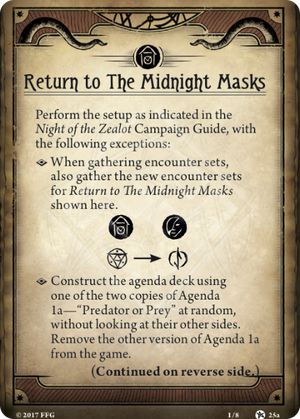 Return to The Midnight Masks
Perform the setup as indicated in the
Night of the Zealot Campaign Guide, with
the following exceptions:
When gathering encounter sets,
also gather the new encounter sets
for Return to The Midnight Masks
shown here.
Construct the agenda deck using
one of the two copies of Agenda
1a—“Predator or Prey” at random,
without looking at their other sides.
Remove the other version of Agenda 1a
from the game.
(Continued on reverse side.)
© 2017 FFG 1/8 25a